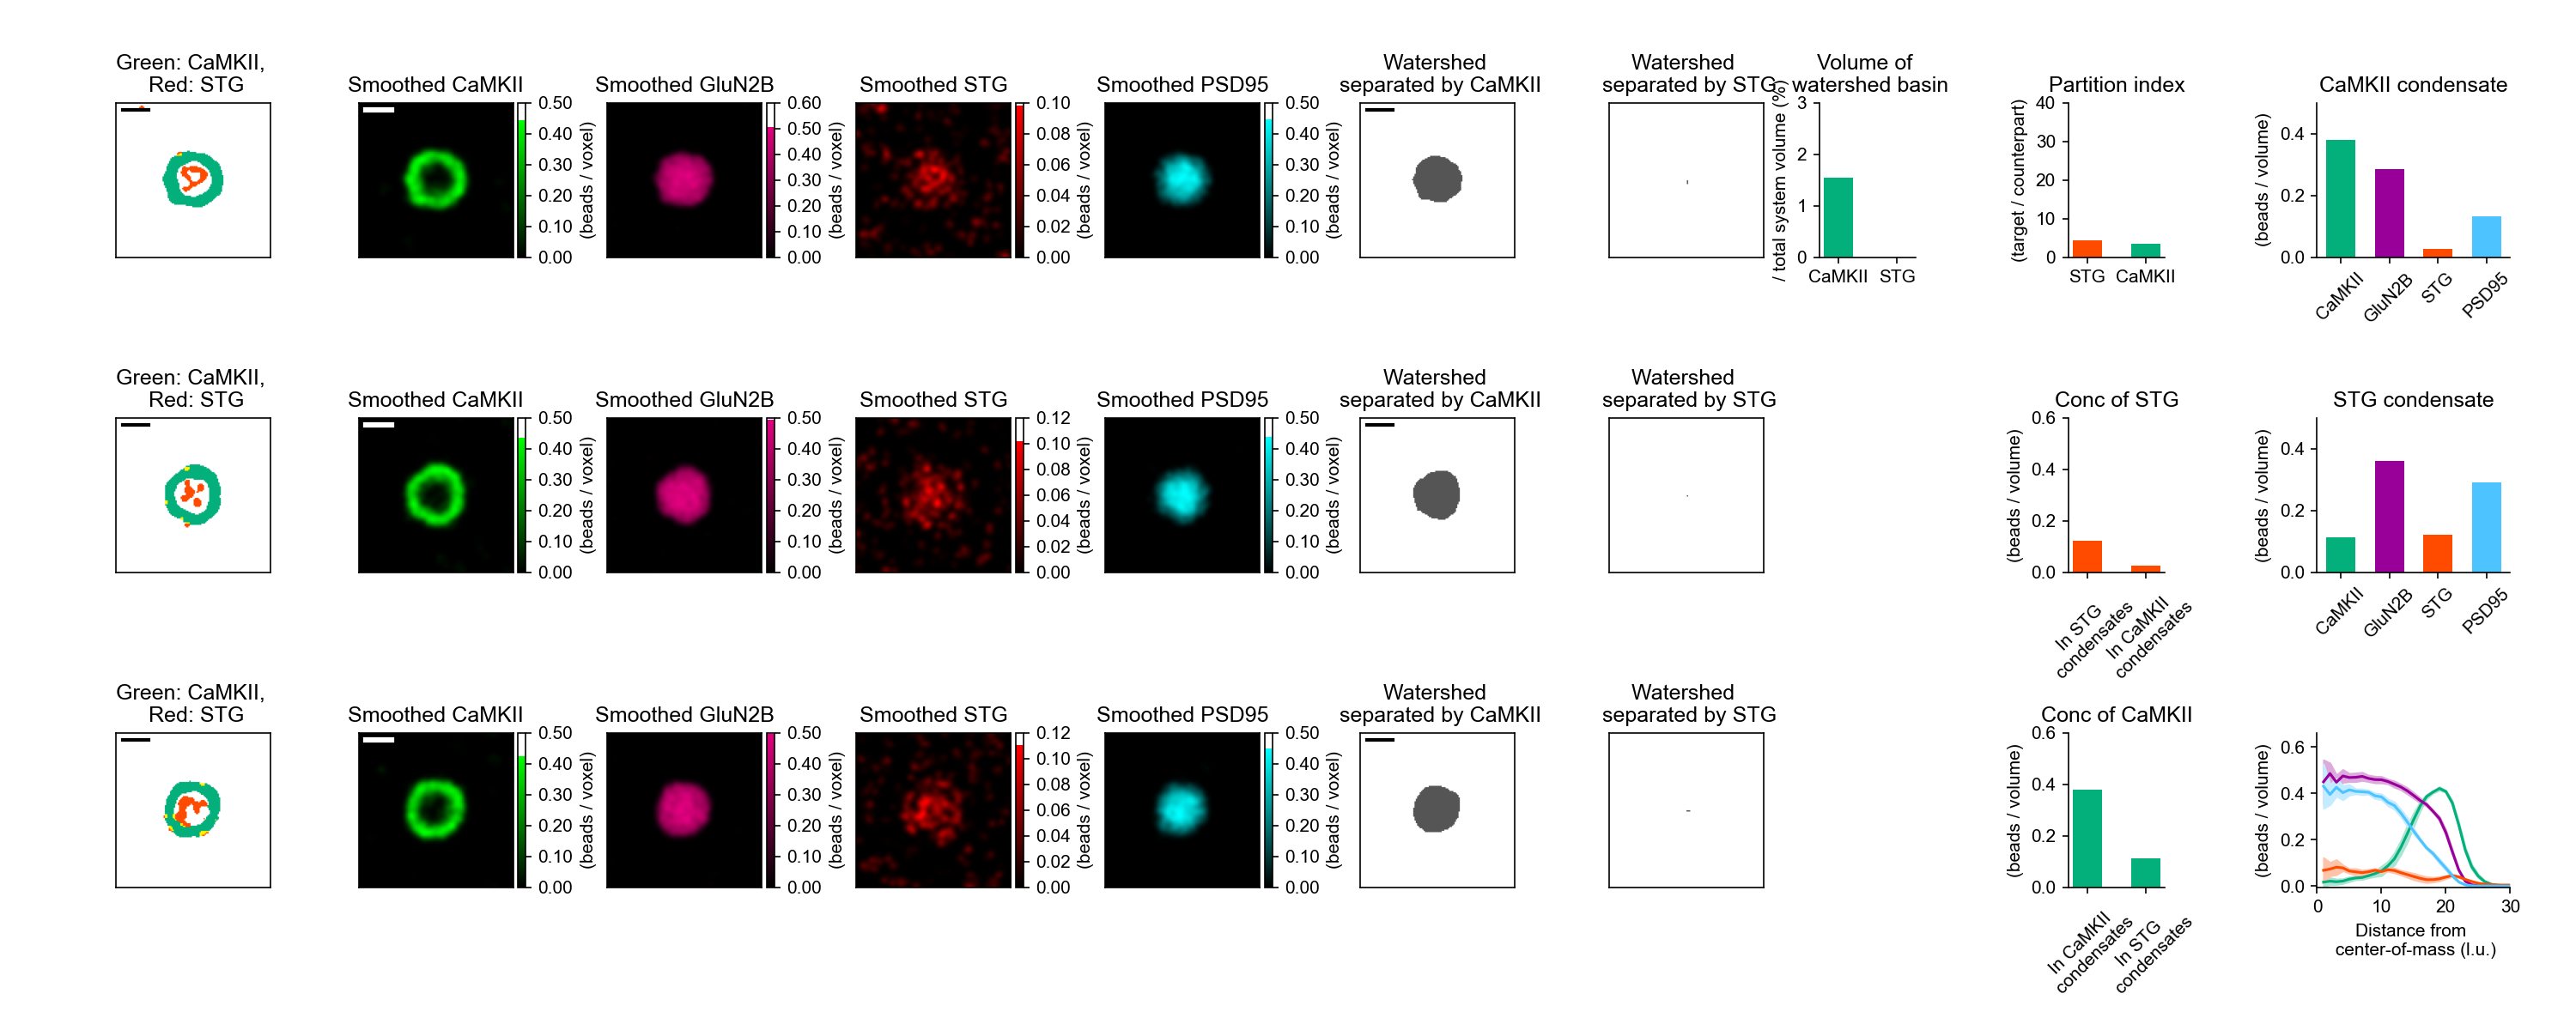 Green: CaMKII,
Red: STG
Smoothed CaMKII
0.50
0.40
0.30
0.20
0.10
0.00
(beads / voxel)
Smoothed GluN2B
0.60
0.50
0.40
0.30
0.20
0.10
0.00
(beads / voxel)
Smoothed STG
0.10
0.08
0.06
0.04
0.02
0.00
(beads / voxel)
Smoothed PSD95
0.50
0.40
0.30
0.20
0.10
0.00
(beads / voxel)
Watershed
separated by CaMKII
Watershed
separated by STG
Volume of
watershed basin
/ total system volume (%)
3
2
1
0
CaMKII STG
Partition index
(target / counterpart)
40
30
20
10
0
STG CaMKII
CaMKII condensate
(beads / volume)
0.4
0.2
0.0
CaMKII
GluN2B
STG
PSD95
Green: CaMKII,
Red: STG
Smoothed CaMKII
0.50
0.40
0.30
0.20
0.10
0.00
(beads / voxel)
Smoothed GluN2B
0.50
0.40
0.30
0.20
0.10
0.00
(beads / voxel)
Smoothed STG
0.12
0.10
0.08
0.06
0.04
0.02
0.00
(beads / voxel)
Smoothed PSD95
0.50
0.40
0.30
0.20
0.10
0.00
(beads / voxel)
Watershed
separated by CaMKII
Watershed
separated by STG
Conc of STG
(beads / volume)
0.6
0.4
0.2
0.0
In STG
condensates
In CaMKII
condensates
STG condensate
(beads / volume)
0.4
0.2
0.0
CaMKII
GluN2B
STG
PSD95
Green: CaMKII,
Red: STG
Smoothed CaMKII
0.50
0.40
0.30
0.20
0.10
0.00
(beads / voxel)
Smoothed GluN2B
0.50
0.40
0.30
0.20
0.10
0.00
(beads / voxel)
Smoothed STG
0.12
0.10
0.08
0.06
0.04
0.02
0.00
(beads / voxel)
Smoothed PSD95
0.50
0.40
0.30
0.20
0.10
0.00
(beads / voxel)
Watershed
separated by CaMKII
Watershed
separated by STG
Conc of CaMKII
(beads / volume)
0.6
0.4
0.2
0.0
In CaMKII
condensates
In STG
condensates
(beads / volume)
0.6
0.4
0.2
0.0
0 10 20 30
Distance from
center-of-mass (l.u.)